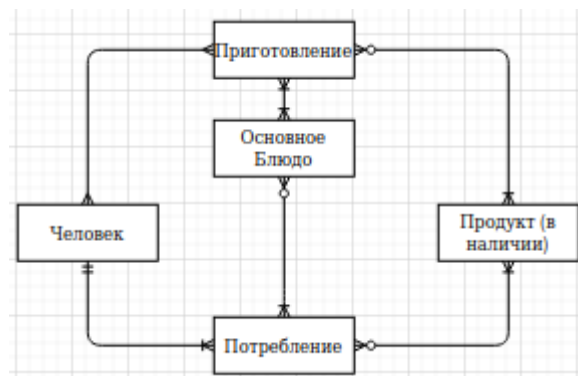 Приготовление
Основное
Блюдо
Человек
Продукт (в
наличии)
Потребление